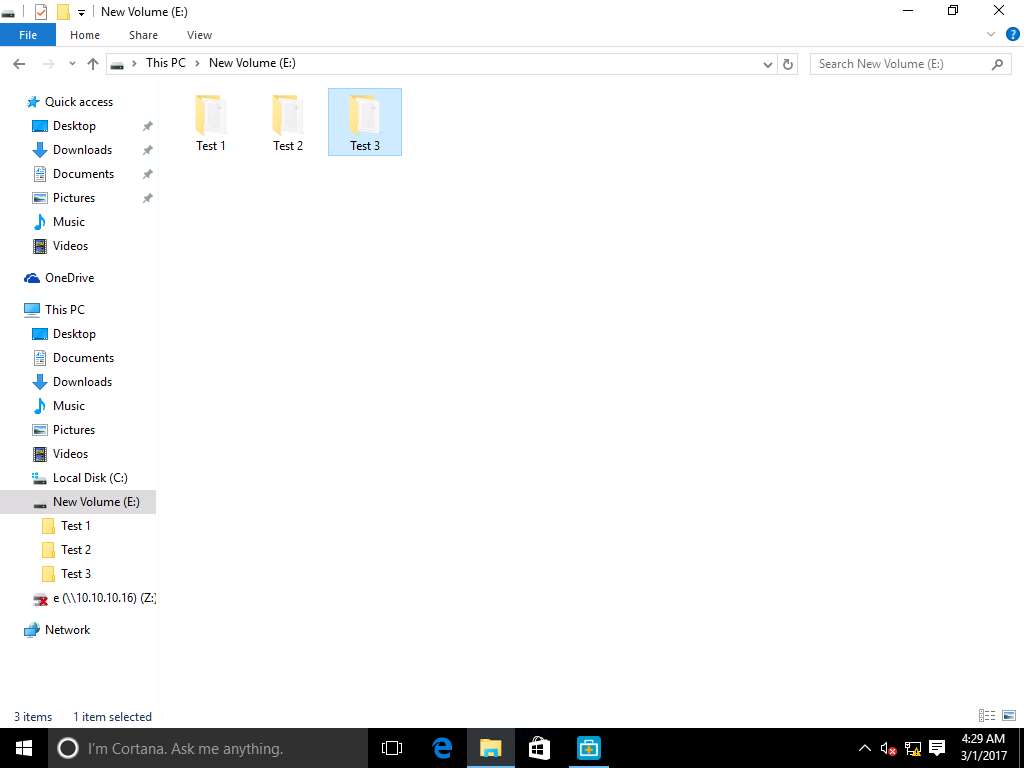 New Volume (E:)
File Home Share View
This PC New Volume (E:)
Search New Volume (E:)
Quick access
Desktop
Downloads
Documents
Pictures
Music
Videos
OneDrive
This PC
Desktop
Documents
Downloads
Music
Pictures
Videos
Local Disk (C:)
New Volume (E:)
Test 1
Test 2
Test 3
e (\\10.10.10.16) (Z:)
Network
Test 1 Test 2 Test 3
3 items 1 item selected
I'm Cortana. Ask me anything.
4:29 AM
3/1/2017